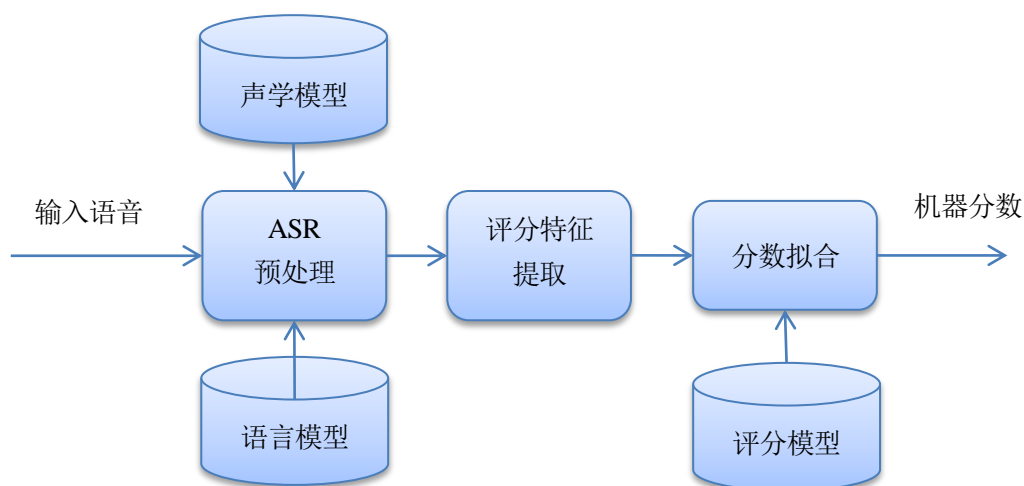 声学模型
输入语音
ASR
预处理
评分特征
提取
分数拟合
机器分数
语言模型
评分模型